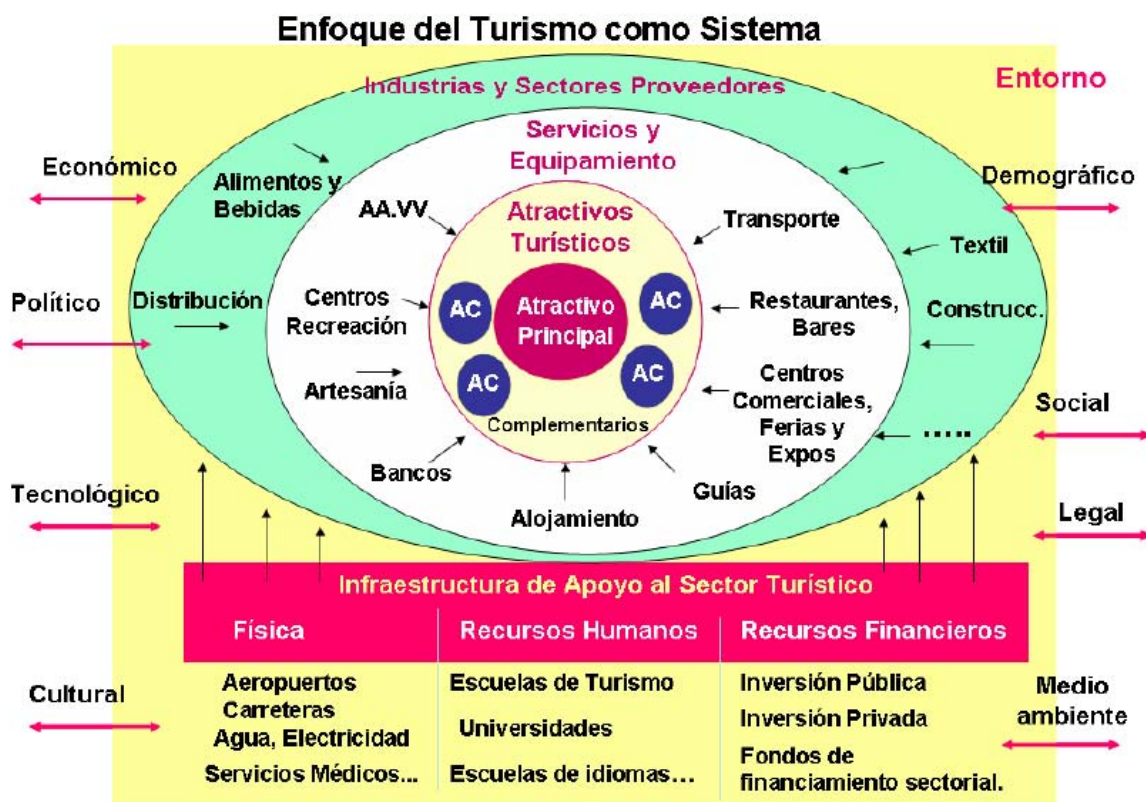 Enfoque del Turismo como Sistema
Industrias y Sectores Proveedores
Entorno
Servicios y
Equipamiento
Económico
Demográfico
Alimentos y
Bebidas
AA.VV
Atractivos
Turísticos
Transporte
Textil
Político
Distribución
Centros
Recreación
AC
Atractivo
Principal
AC
Restaurantes,
Bares
Construcc.
Artesanía
AC
AC
Centros
Comerciales,
Ferias y
Expos
Social
.....
Complementarios
Bancos
Guías
Tecnológico
Alojamiento
Legal
Infraestructura de Apoyo al Sector Turístico
Física
Recursos Humanos
Recursos Financieros
Cultural
Aeropuertos
Carreteras
Agua, Electricidad
Servicios Médicos...
Escuelas de Turismo
Universidades
Escuelas de idiomas...
Inversión Pública
Inversión Privada
Fondos de
financiamiento sectorial.
Medio
ambiente